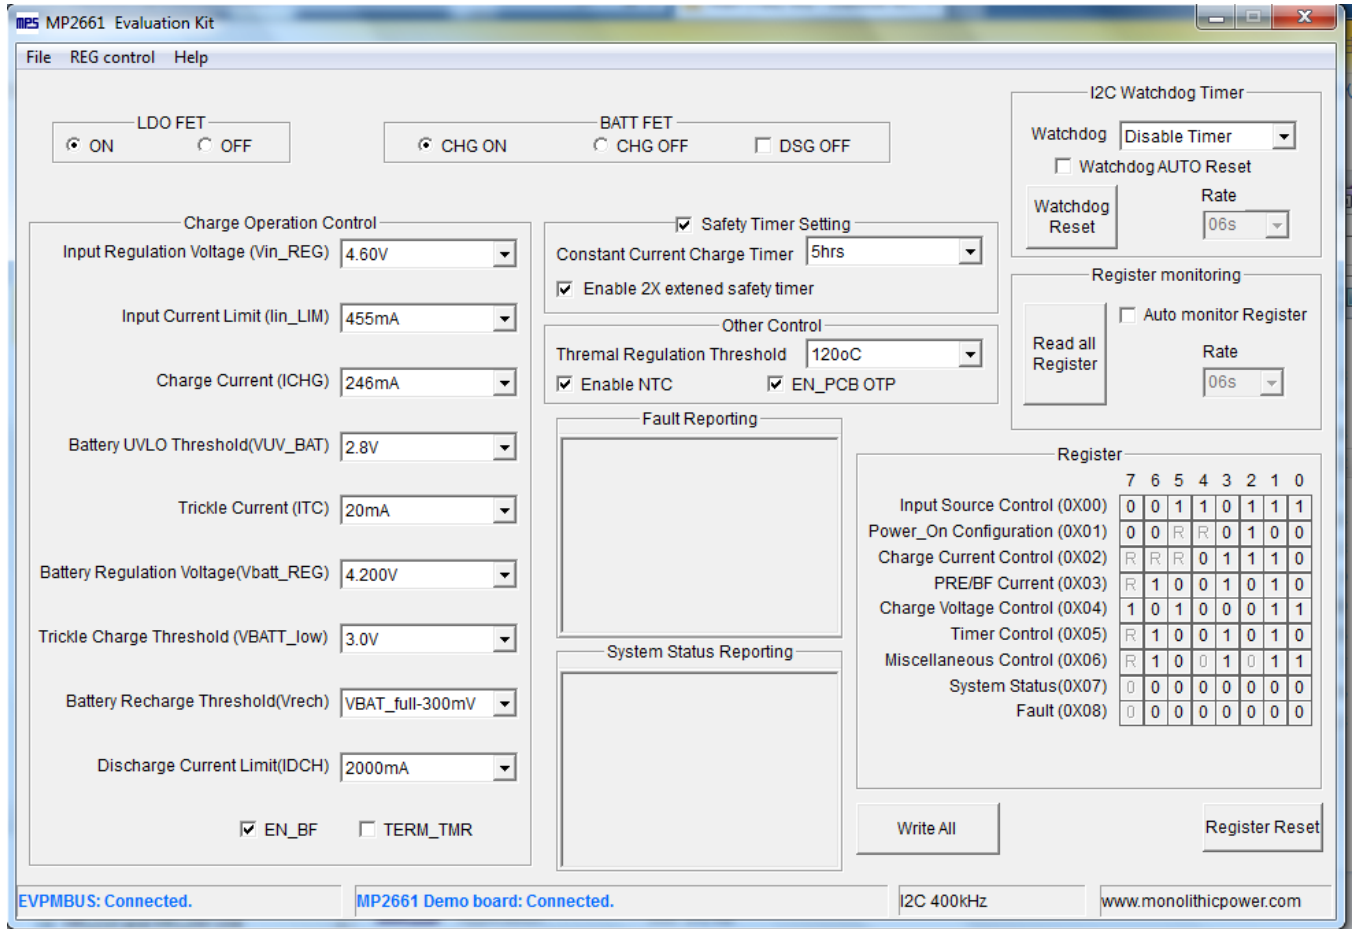 mps MP2661 Evaluation Kit
File REG control Help
LDO FET
ON OFF
BATT FET
CHG ON CHG OFF DSG OFF
I2C Watchdog Timer
Watchdog Disable Timer
Watchdog AUTO Reset
Watchdog Reset
Rate
06s
Charge Operation Control
Input Regulation Voltage (Vin_REG) 4.60V
Input Current Limit (Iin_LIM) 455mA
Charge Current (ICHG) 246mA
Battery UVLO Threshold(VUV_BAT) 2.8V
Trickle Current (ITC) 20mA
Battery Regulation Voltage(Vbatt_REG) 4.200V
Trickle Charge Threshold (VBATT_low) 3.0V
Battery Recharge Threshold(Vrech) VBAT_full-300mV
Discharge Current Limit(IDCH) 2000mA
EN_BF TERM_TMR
Safety Timer Setting
Constant Current Charge Timer 5hrs
Enable 2X extened safety timer
Other Control
Thremal Regulation Threshold 120oC
Enable NTC EN_PCB OTP
Fault Reporting
System Status Reporting
Register monitoring
Read all Register
Auto monitor Register
Rate
06s
Register
7 6 5 4 3 2 1 0
Input Source Control (0X00) 0 0 1 1 0 1 1 1
Power_On Configuration (0X01) 0 0 R R 0 1 0 0
Charge Current Control (0X02) R R R 0 1 1 1 0
PRE/BF Current (0X03) R 1 0 0 1 0 1 0
Charge Voltage Control (0X04) 1 0 1 0 0 0 1 1
Timer Control (0X05) R 1 0 0 1 0 1 0
Miscellaneous Control (0X06) R 1 0 0 1 0 1 1
System Status(0X07) 0 0 0 0 0 0 0 0
Fault (0X08) 0 0 0 0 0 0 0 0
Write All
Register Reset
EVPMBUS: Connected.
MP2661 Demo board: Connected.
I2C 400kHz
www.monolithicpower.com